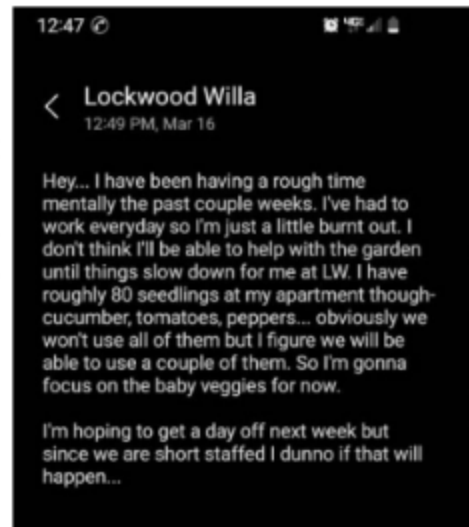 12:47
Lockwood Willa
12:49 PM, Mar 16
Hey... I have been having a rough time
mentally the past couple weeks. I've had to
work everyday so I'm just a little burnt out. I
don't think I'll be able to help with the garden
until things slow down for me at LW. I have
roughly 80 seedlings at my apartment though-
cucumber, tomatoes, peppers... obviously we
won't use all of them but I figure we will be
able to use a couple of them. So I'm gonna
focus on the baby veggies for now.
I'm hoping to get a day off next week but
since we are short staffed I dunno if that will
happen...